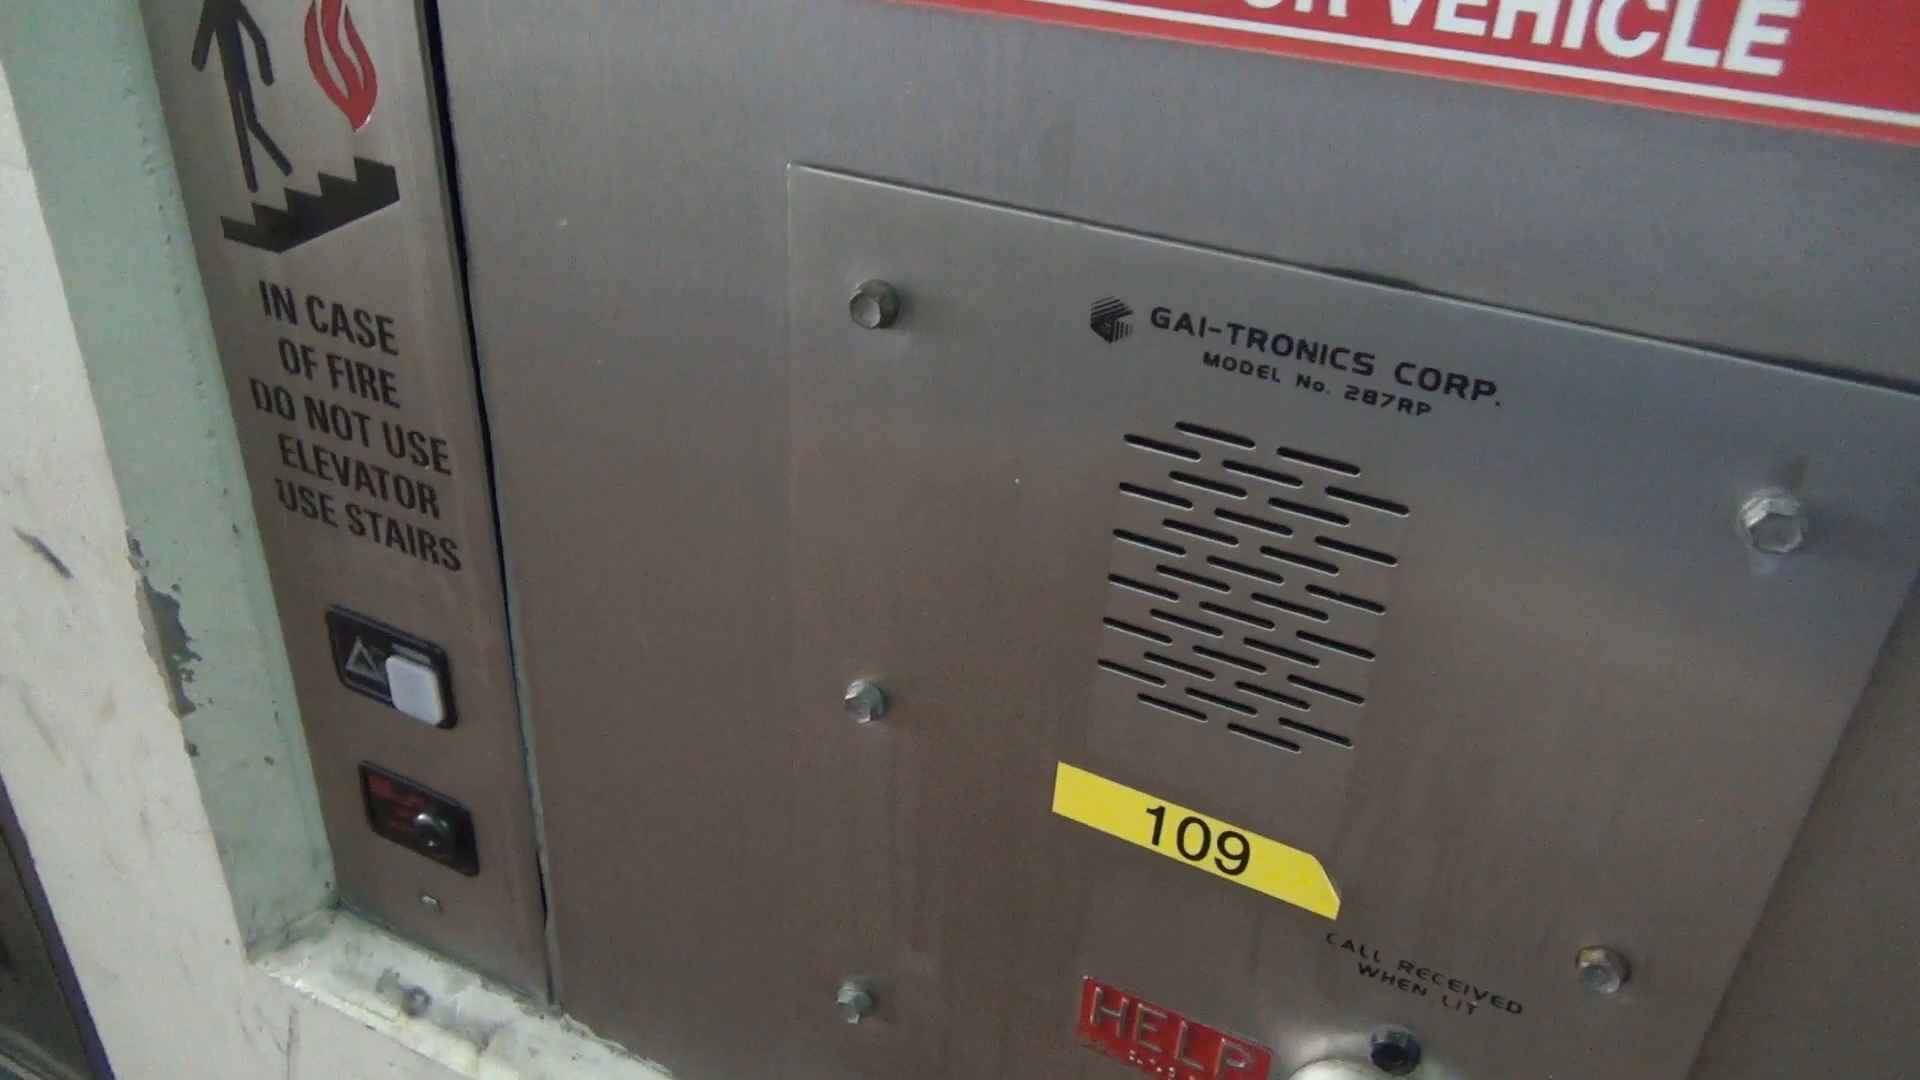 VEHICLE
IN CASE
OF FIRE
DO NOT USE
ELEVATOR
USE STAIRS
GAI-TRONICS CORP.
MODEL No. 287RP
109
CALL RECEIVED
WHEN LIT
HELP